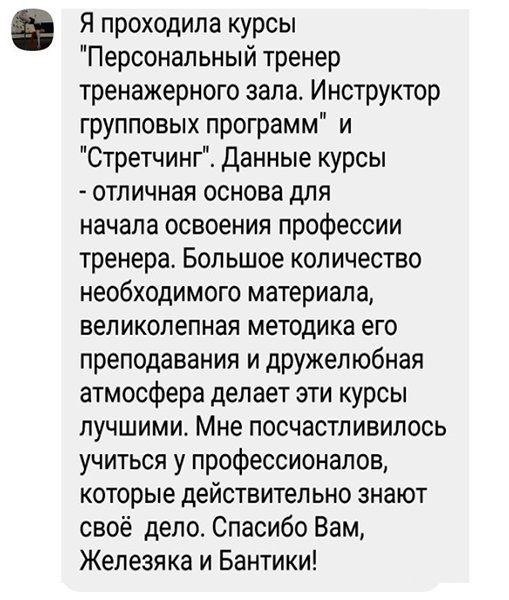 Я проходила курсы
"Персональный тренер
тренажерного зала. Инструктор
групповых программ" и
"Стретчинг". Данные курсы
- отличная основа для
начала освоения профессии
тренера. Большое количество
необходимого материала,
великолепная методика его
преподавания и дружелюбная
атмосфера делает эти курсы
лучшими. Мне посчастливилось
учиться у профессионалов,
которые действительно знают
своё дело. Спасибо Вам,
Железяка и Бантики!